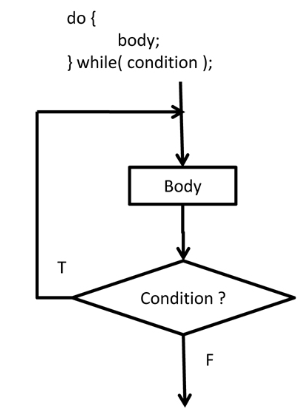 do {
body;
} while( condition );
Body
T
Condition ?
F